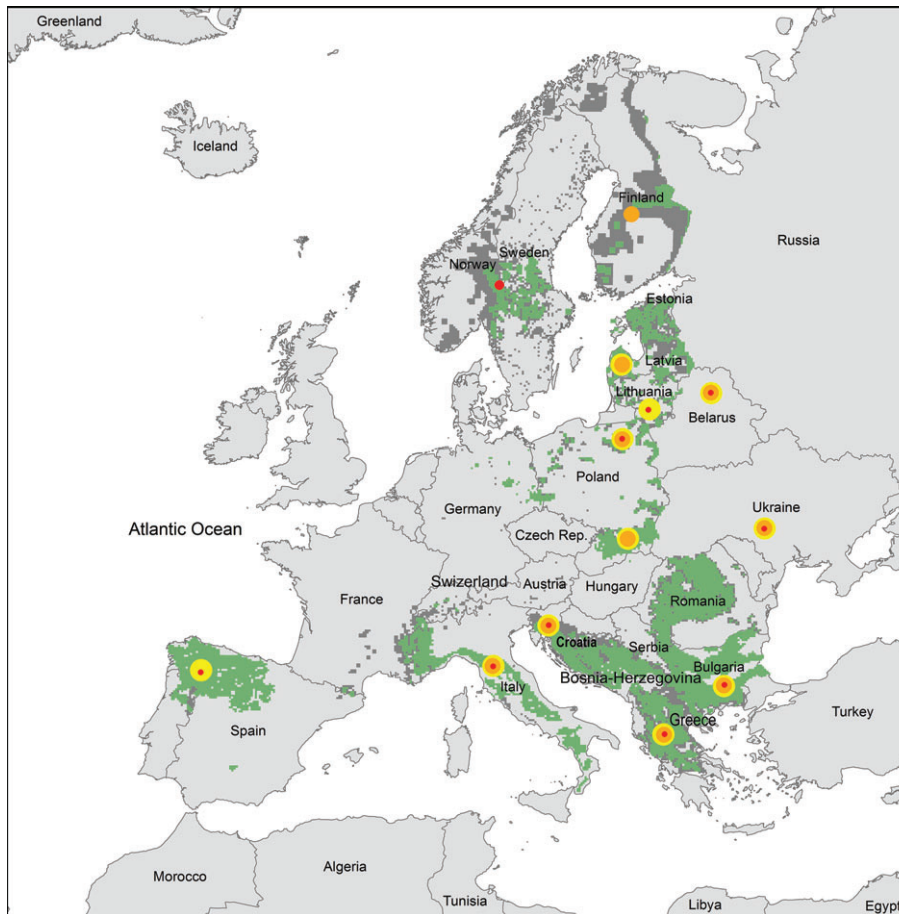 Greenland
Iceland
Finland
Russia
Sweden
Norway
Estonia
Latvia
Lithuania
Belarus
Poland
Germany
Ukraine
Atlantic Ocean
Czech Rep.
Swizerland
Austria
Hungary
France
Romania
Croatia
Serbia
Bulgaria
Bosnia-Herzegovina
Italy
Greece
Turkey
Spain
Morocco
Algeria
Tunisia
Libya
Egypt